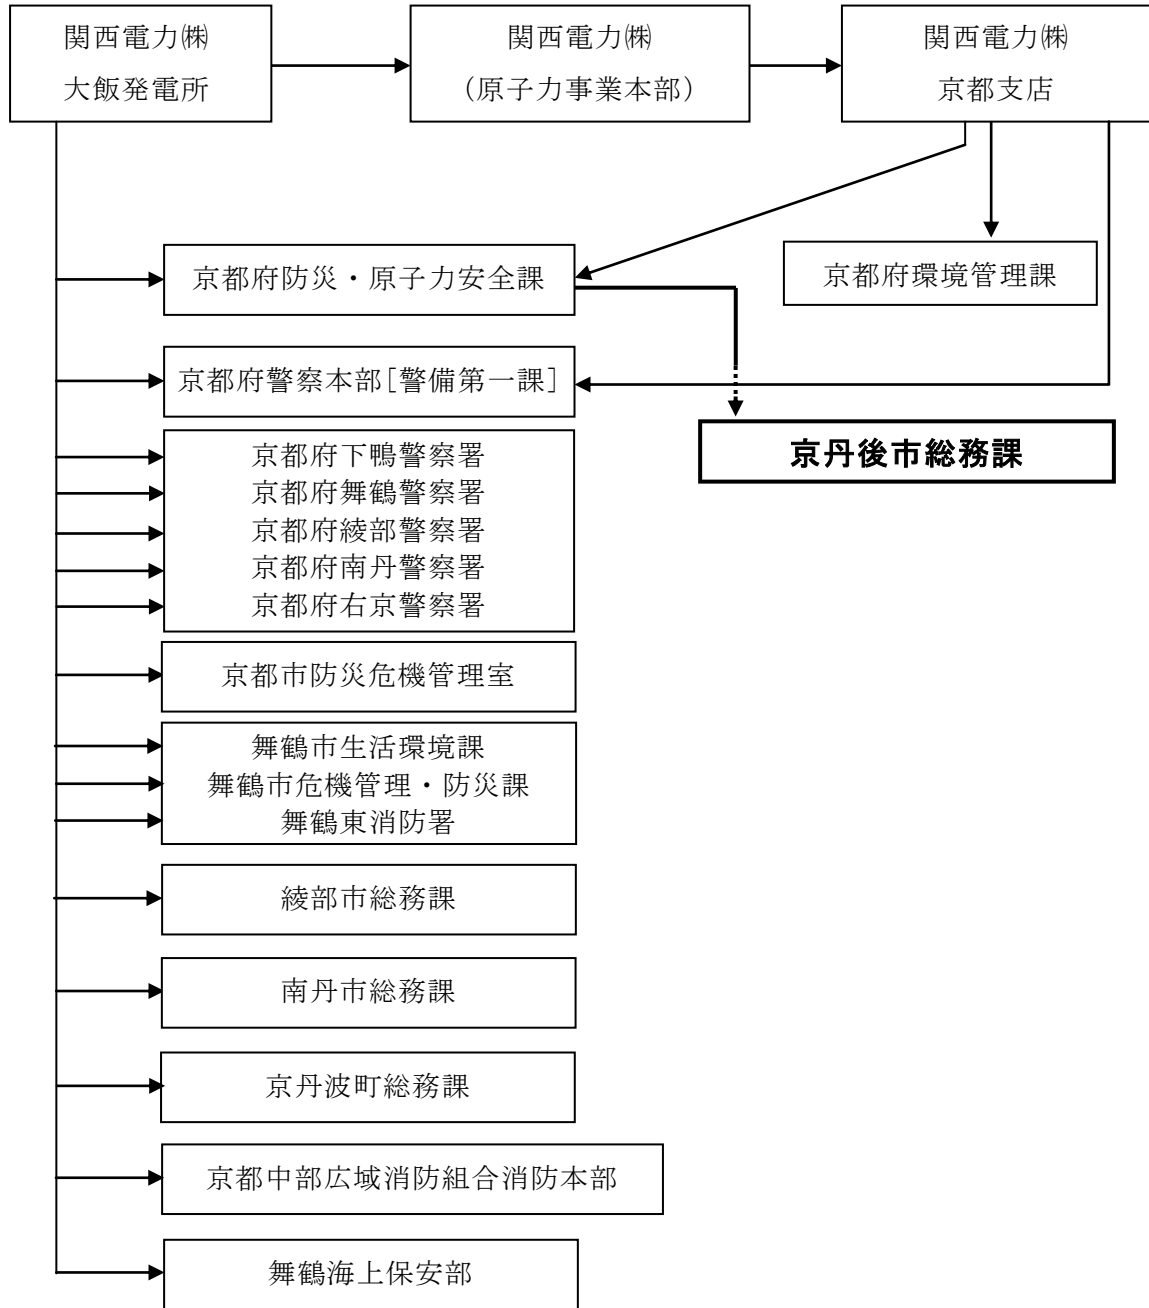 関西電力㈱
大飯発電所
関西電力㈱
(原子力事業本部)
関西電力㈱
京都支店
京都府防災・原子力安全課
京都府環境管理課
京都府警察本部[警備第一課]
京丹後市総務課
京都府下鴨警察署
京都府舞鶴警察署
京都府綾部警察署
京都府南丹警察署
京都府右京警察署
京都市防災危機管理室
舞鶴市生活環境課
舞鶴市危機管理・防災課
舞鶴東消防署
綾部市総務課
南丹市総務課
京丹波町総務課
京都中部広域消防組合消防本部
舞鶴海上保安部